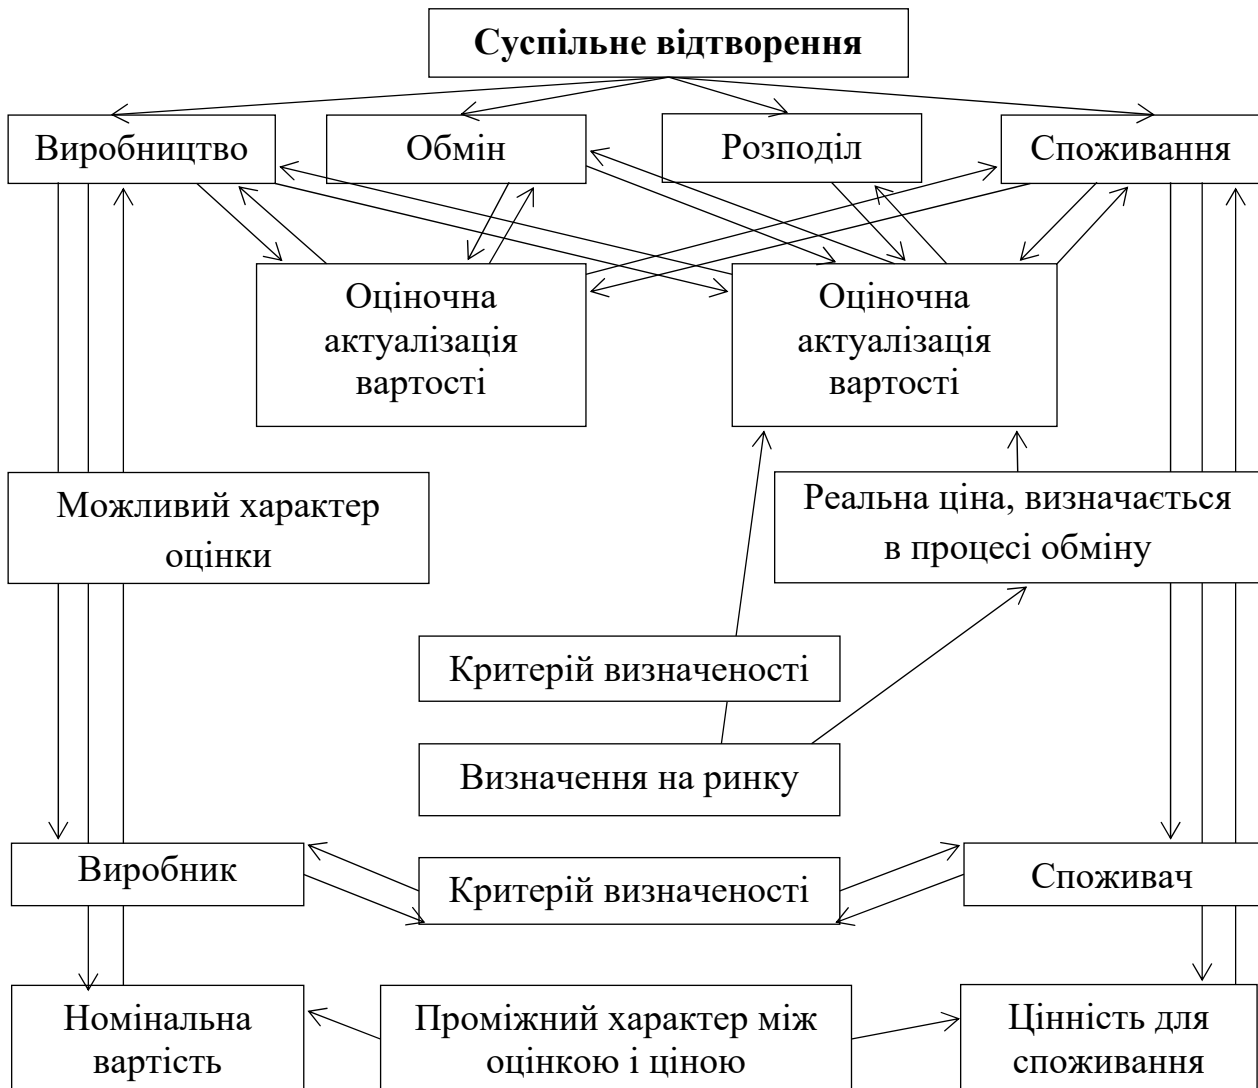 Суспільне відтворення
Виробництво
Обмін
Розподіл
Споживання
Оціночна
актуалізація
вартості
Оціночна
актуалізація
вартості
Можливий характер
оцінки
Реальна ціна, визначається
в процесі обміну
Критерій визначеності
Визначення на ринку
Виробник
Критерій визначеності
Споживач
Номінальна
вартість
Проміжний характер між
оцінкою і ціною
Цінність для
споживання